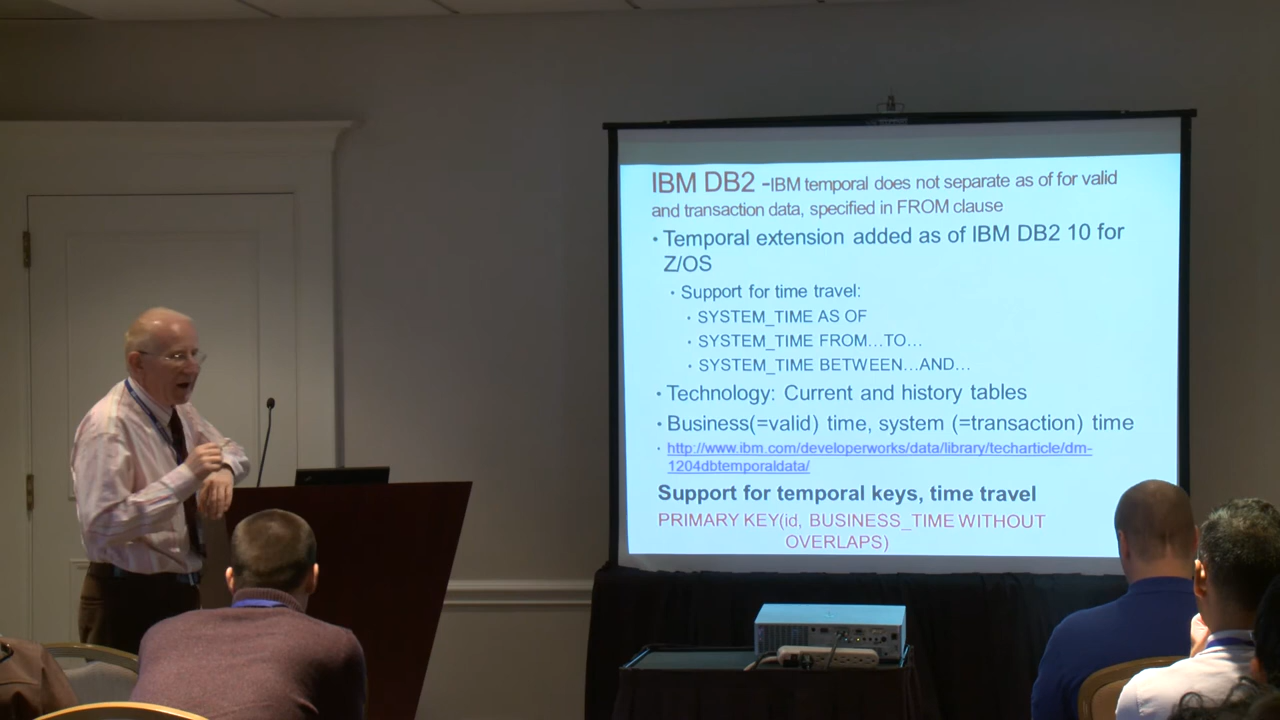 IBM DB2 -IBM temporal does not separate as of for valid
and transaction data, specified in FROM clause
• Temporal extension added as of IBM DB2 10 for
Z/OS
• Support for time travel:
• SYSTEM_TIME AS OF
• SYSTEM_TIME FROM…TO…
• SYSTEM_TIME BETWEEN…AND…
• Technology: Current and history tables
• Business(=valid) time, system (=transaction) time
• http://www.ibm.com/developerworks/data/library/techarticle/dm-
1204dbtemporaldata/
Support for temporal keys, time travel
PRIMARY KEY(id, BUSINESS_TIME WITHOUT
OVERLAPS)